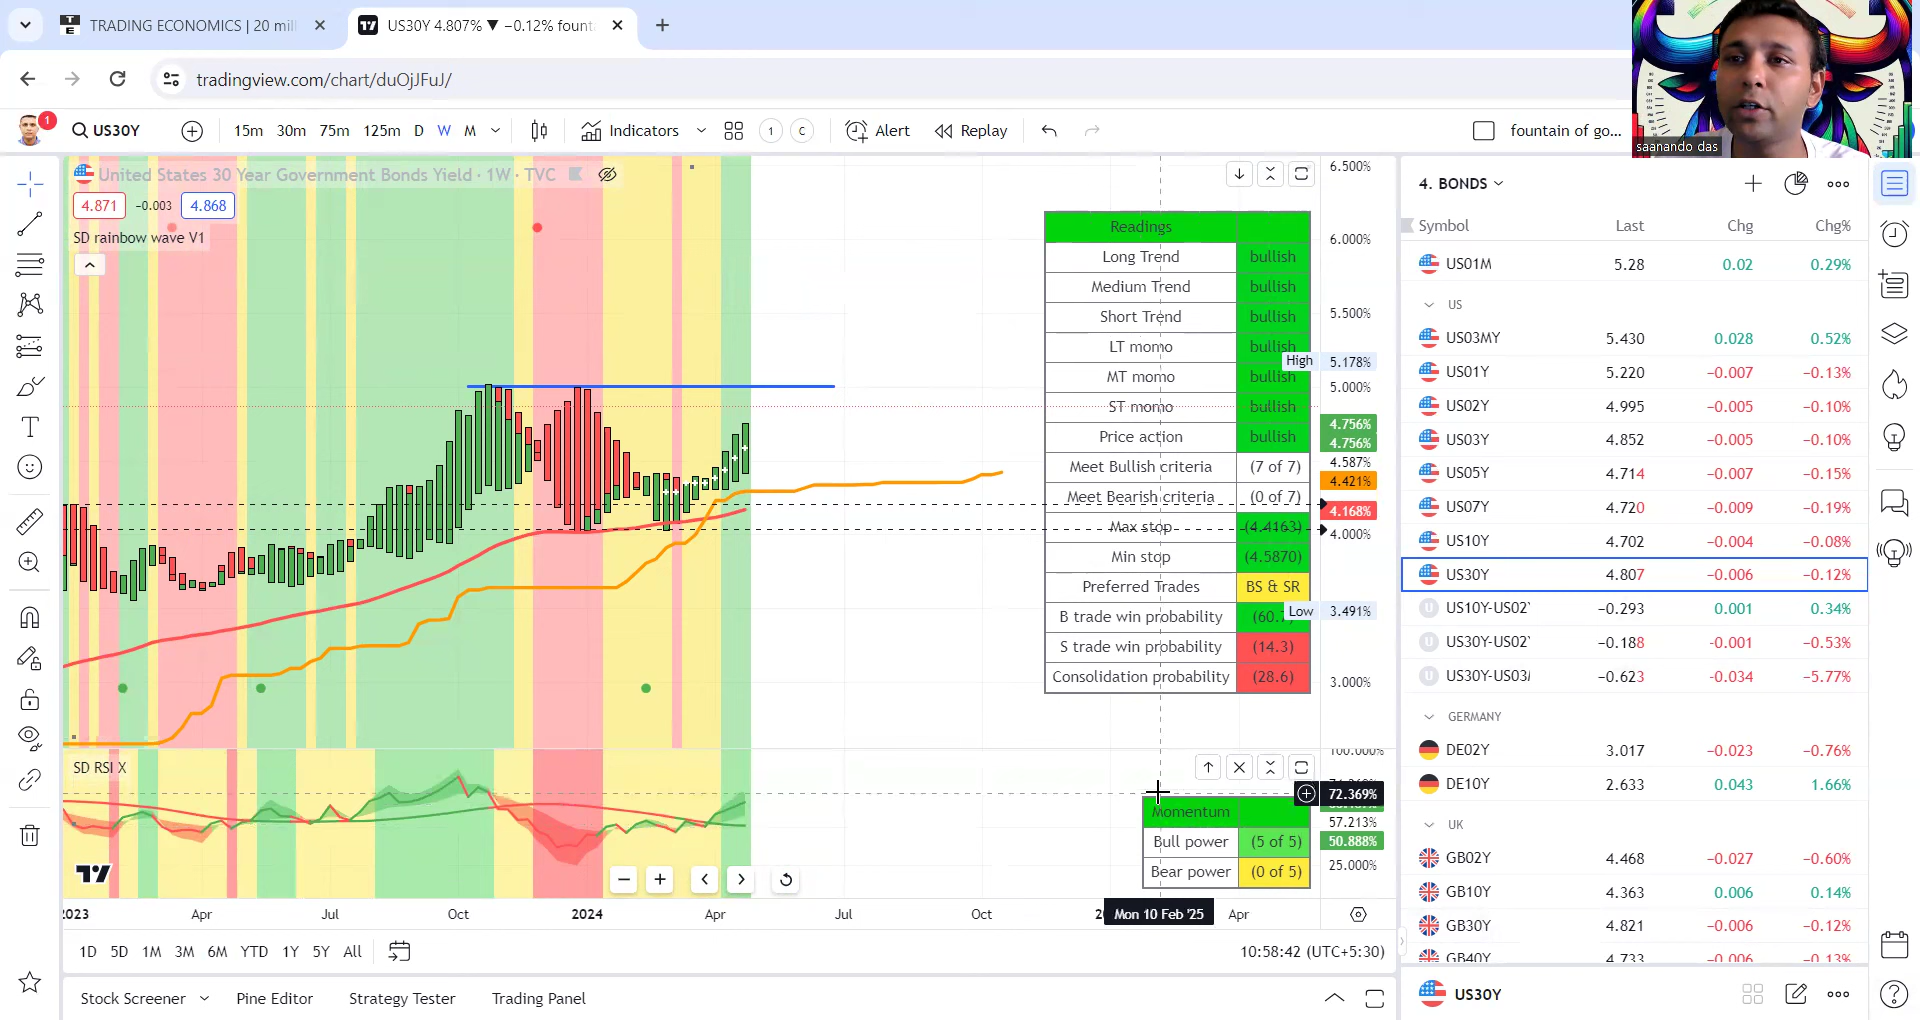 TRADING ECONOMICS | 20 mil
US30Y 4.807% ▼ −0.12% fount
tradingview.com/chart/duOjJFuJ/
saanando das
1
US30Y
15m 30m 75m 125m D W M
Indicators
1 C
Alert
Replay
fountain of go...
United States 30 Year Government Bonds Yield · 1W · TVC
4.871 −0.003 4.868
SD rainbow wave V1
Readings
Long Trend bullish
Medium Trend bullish
Short Trend bullish
LT momo bullish
MT momo bullish
ST momo bullish
Price action bullish
Meet Bullish criteria (7 of 7)
Meet Bearish criteria (0 of 7)
Max stop (4.4163)
Min stop (4.5870)
Preferred Trades BS & SR
B trade win probability
S trade win probability (14.3)
Consolidation probability (28.6)
6.500%
6.000%
5.500%
High 5.178%
5.000%
4.756%
4.756%
4.587%
4.421%
4.168%
4.000%
Low 3.491%
3.000%
SD RSI X
100.000%
72.369%
57.213%
50.888%
25.000%
Momentum
Bull power (5 of 5)
Bear power (0 of 5)
2023 Apr Jul Oct 2024 Apr Jul Oct Mon 10 Feb '25 Apr
1D 5D 1M 3M 6M YTD 1Y 5Y All
10:58:42 (UTC+5:30)
Stock Screener Pine Editor Strategy Tester Trading Panel
4. BONDS
Symbol Last Chg Chg%
US01M 5.28 0.02 0.29%
US
US03MY 5.430 0.028 0.52%
US01Y 5.220 −0.007 −0.13%
US02Y 4.995 −0.005 −0.10%
US03Y 4.852 −0.005 −0.10%
US05Y 4.714 −0.007 −0.15%
US07Y 4.720 −0.009 −0.19%
US10Y 4.702 −0.004 −0.08%
US30Y 4.807 −0.006 −0.12%
U US10Y-US02Y −0.293 0.001 0.34%
U US30Y-US02Y −0.188 −0.001 −0.53%
U US30Y-US03 −0.623 −0.034 −5.77%
GERMANY
DE02Y 3.017 −0.023 −0.76%
DE10Y 2.633 0.043 1.66%
UK
GB02Y 4.468 −0.027 −0.60%
GB10Y 4.363 0.006 0.14%
GB30Y 4.821 −0.006 −0.12%
GB40Y 4.733 −0.006 −0.13%
US30Y